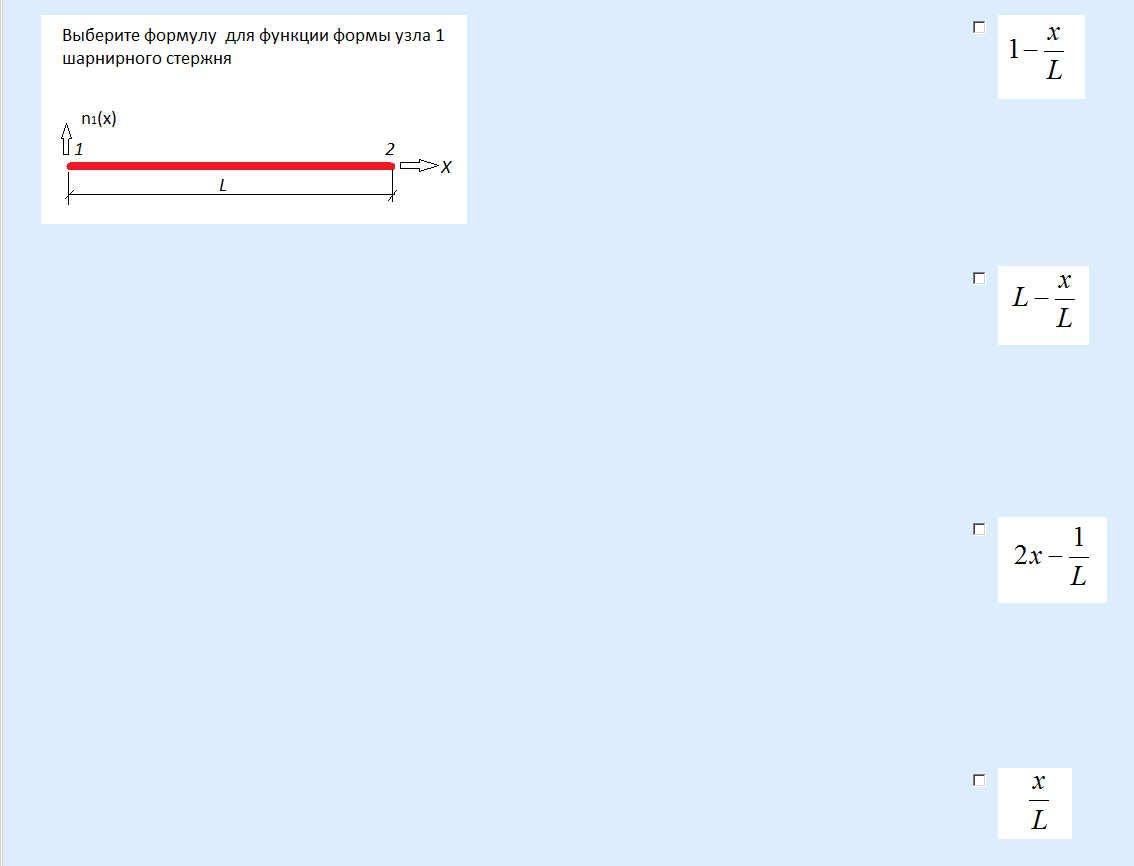 Выберите формулу для функции формы узла 1
шарнирного стержня
n₁(x)
1
2
X
L
1 − x/L
L − x/L
2x − 1/L
x/L